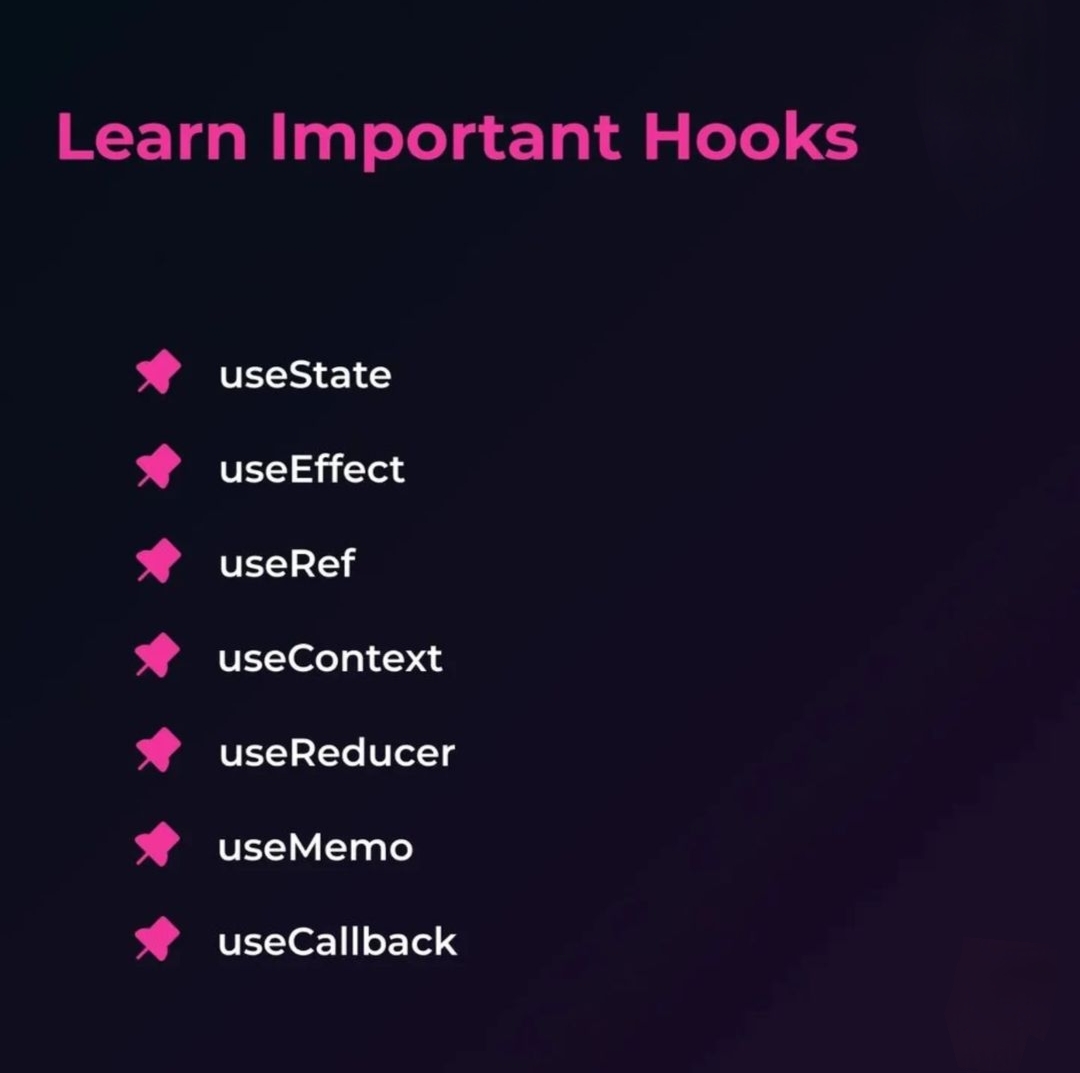 Learn Important Hooks
useState
useEffect
useRef
useContext
useReducer
useMemo
useCallback